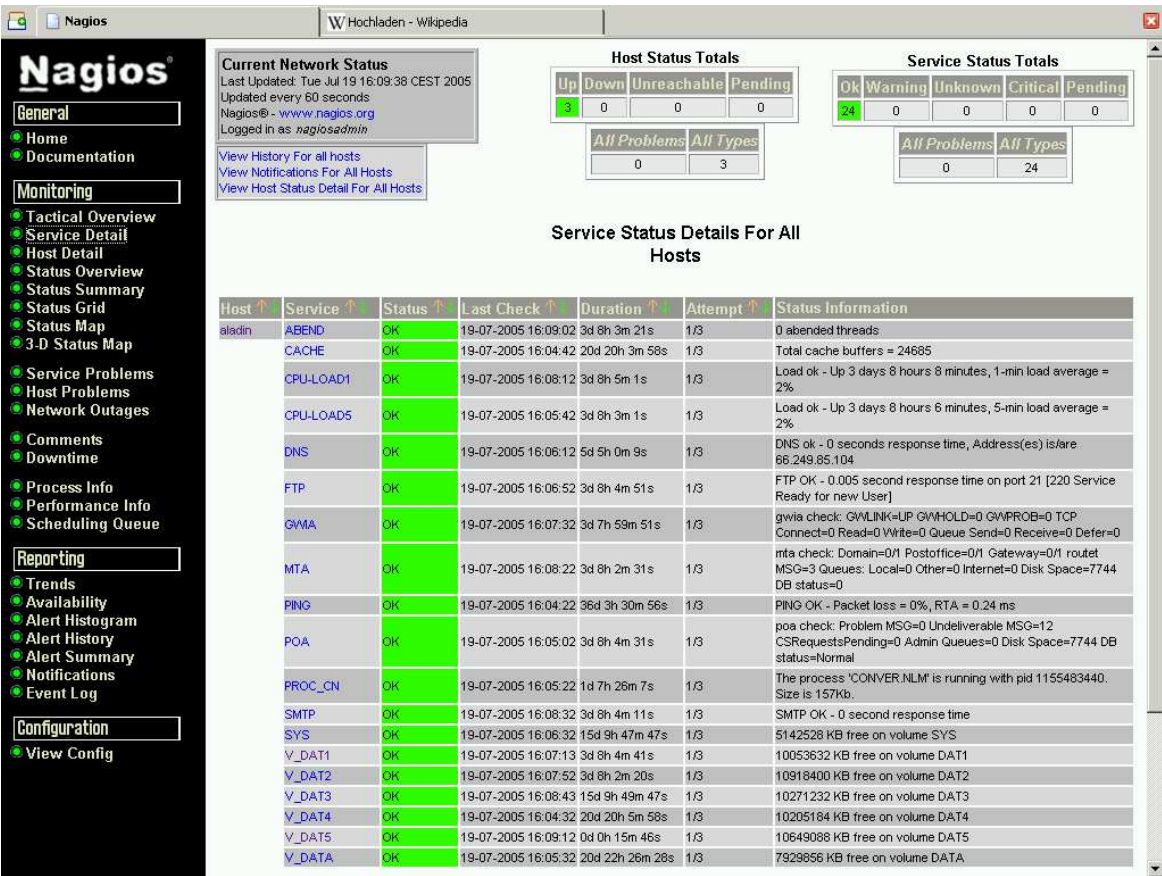 Nagios
Hochladen - Wikipedia
Nagios®
General
Home
Documentation
Monitoring
Tactical Overview
Service Detail
Host Detail
Status Overview
Status Summary
Status Grid
Status Map
3-D Status Map
Service Problems
Host Problems
Network Outages
Comments
Downtime
Process Info
Performance Info
Scheduling Queue
Reporting
Trends
Availability
Alert Histogram
Alert History
Alert Summary
Notifications
Event Log
Configuration
View Config
Current Network Status
Last Updated: Tue Jul 19 16:09:38 CEST 2005
Updated every 60 seconds
Nagios® - www.nagios.org
Logged in as nagiosadmin
View History For all hosts
View Notifications For All Hosts
View Host Status Detail For All Hosts
Host Status Totals
Up Down Unreachable Pending
3 0 0 0
All Problems All Types
0 3
Service Status Totals
Ok Warning Unknown Critical Pending
24 0 0 0 0
All Problems All Types
0 24
Service Status Details For All
Hosts
Host Service Status Last Check Duration Attempt Status Information
aladin ABEND OK 19-07-2005 16:09:02 3d 8h 3m 21s 1/3 0 abended threads
CACHE OK 19-07-2005 16:04:42 20d 20h 3m 58s 1/3 Total cache buffers = 24685
CPU-LOAD1 OK 19-07-2005 16:08:12 3d 8h 5m 1s 1/3 Load ok - Up 3 days 8 hours 8 minutes, 1-min load average =
2%
CPU-LOAD5 OK 19-07-2005 16:05:42 3d 8h 3m 1s 1/3 Load ok - Up 3 days 8 hours 6 minutes, 5-min load average =
2%
DNS OK 19-07-2005 16:06:12 5d 5h 0m 9s 1/3 DNS ok - 0 seconds response time, Address(es) is/are
66.249.85.104
FTP OK 19-07-2005 16:06:52 3d 8h 4m 51s 1/3 FTP OK - 0.005 second response time on port 21 [220 Service
Ready for new User]
GWIA OK 19-07-2005 16:07:32 3d 7h 59m 51s 1/3 gwia check: GWLINK=UP GWHOLD=0 GWPROB=0 TCP
Connect=0 Read=0 Write=0 Queue Send=0 Receive=0 Defer=0
MTA OK 19-07-2005 16:08:22 3d 8h 2m 31s 1/3 mta check: Domain=0/1 Postoffice=0/1 Gateway=0/1 routet
MSG=3 Queues: Local=0 Other=0 Internet=0 Disk Space=7744
DB status=0
PING OK 19-07-2005 16:04:22 36d 3h 30m 56s 1/3 PING OK - Packet loss = 0%, RTA = 0.24 ms
POA OK 19-07-2005 16:05:02 3d 8h 4m 31s 1/3 poa check: Problem MSG=0 Undeliverable MSG=12
CSRequestsPending=0 Admin Queues=0 Disk Space=7744 DB
status=Normal
PROC_CN OK 19-07-2005 16:05:22 1d 7h 26m 7s 1/3 The process 'CONVER.NLM' is running with pid 1155483440.
Size is 157Kb.
SMTP OK 19-07-2005 16:08:32 3d 8h 4m 11s 1/3 SMTP OK - 0 second response time
SYS OK 19-07-2005 16:06:32 15d 9h 47m 47s 1/3 5142528 KB free on volume SYS
V_DAT1 OK 19-07-2005 16:07:13 3d 8h 4m 41s 1/3 10053632 KB free on volume DAT1
V_DAT2 OK 19-07-2005 16:07:52 3d 8h 2m 20s 1/3 10918400 KB free on volume DAT2
V_DAT3 OK 19-07-2005 16:08:43 15d 9h 49m 47s 1/3 10271232 KB free on volume DAT3
V_DAT4 OK 19-07-2005 16:04:32 20d 20h 5m 58s 1/3 10205184 KB free on volume DAT4
V_DAT5 OK 19-07-2005 16:09:12 0d 0h 15m 46s 1/3 10649088 KB free on volume DAT5
V_DATA OK 19-07-2005 16:05:32 20d 22h 26m 28s 1/3 7929856 KB free on volume DATA